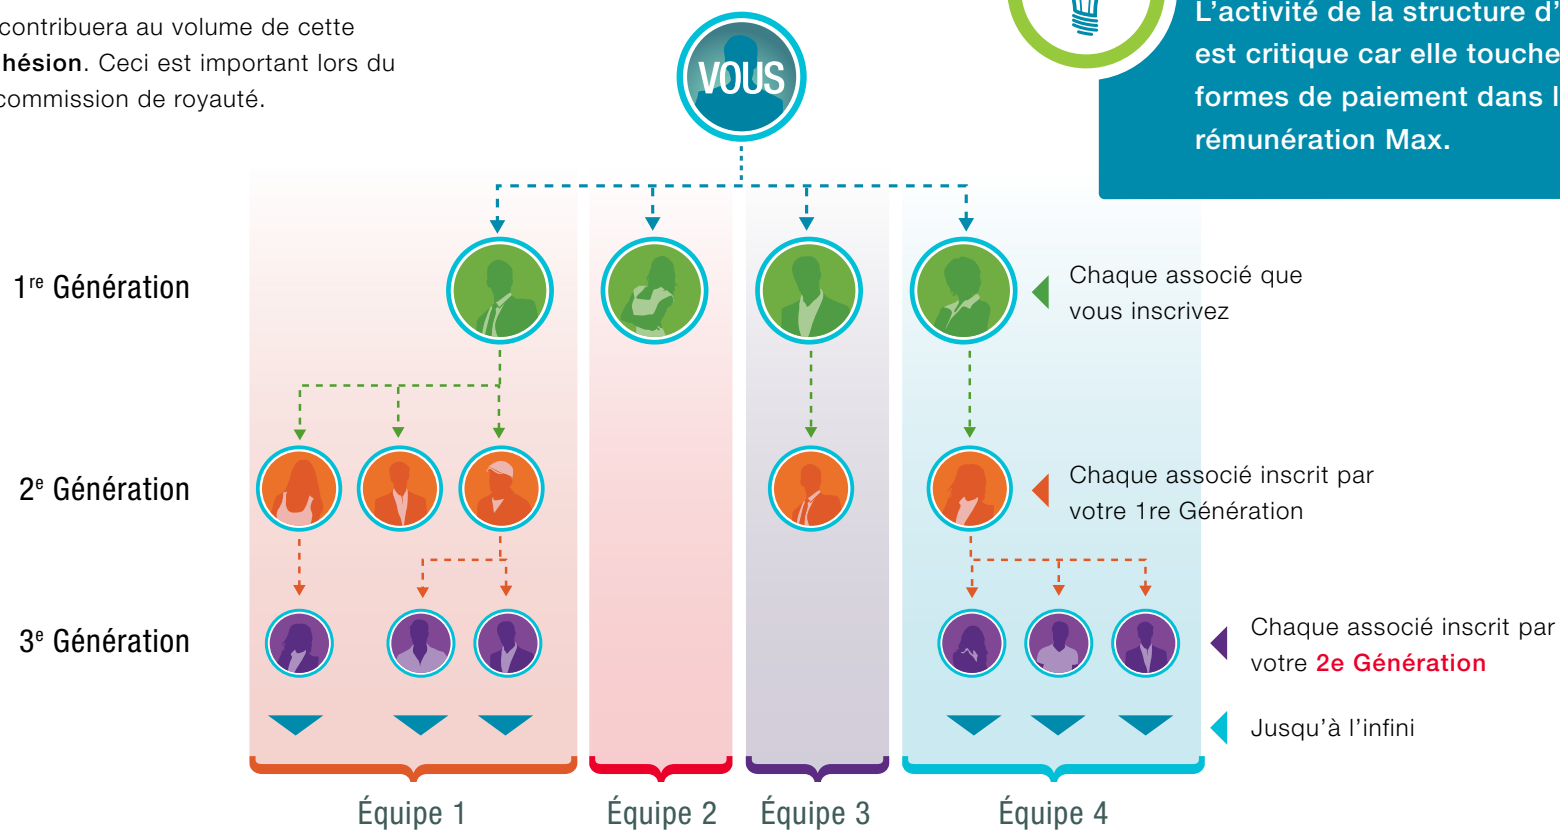 contribuera au volume de cette
hésion. Ceci est important lors du
commission de royauté.
VOUS
L’activité de la structure d’
est critique car elle touche
formes de paiement dans l
rémunération Max.
1re Génération
Chaque associé que
vous inscrivez
2e Génération
Chaque associé inscrit par
votre 1re Génération
3e Génération
Chaque associé inscrit par
votre 2e Génération
Jusqu’à l’infini
Équipe 1
Équipe 2
Équipe 3
Équipe 4